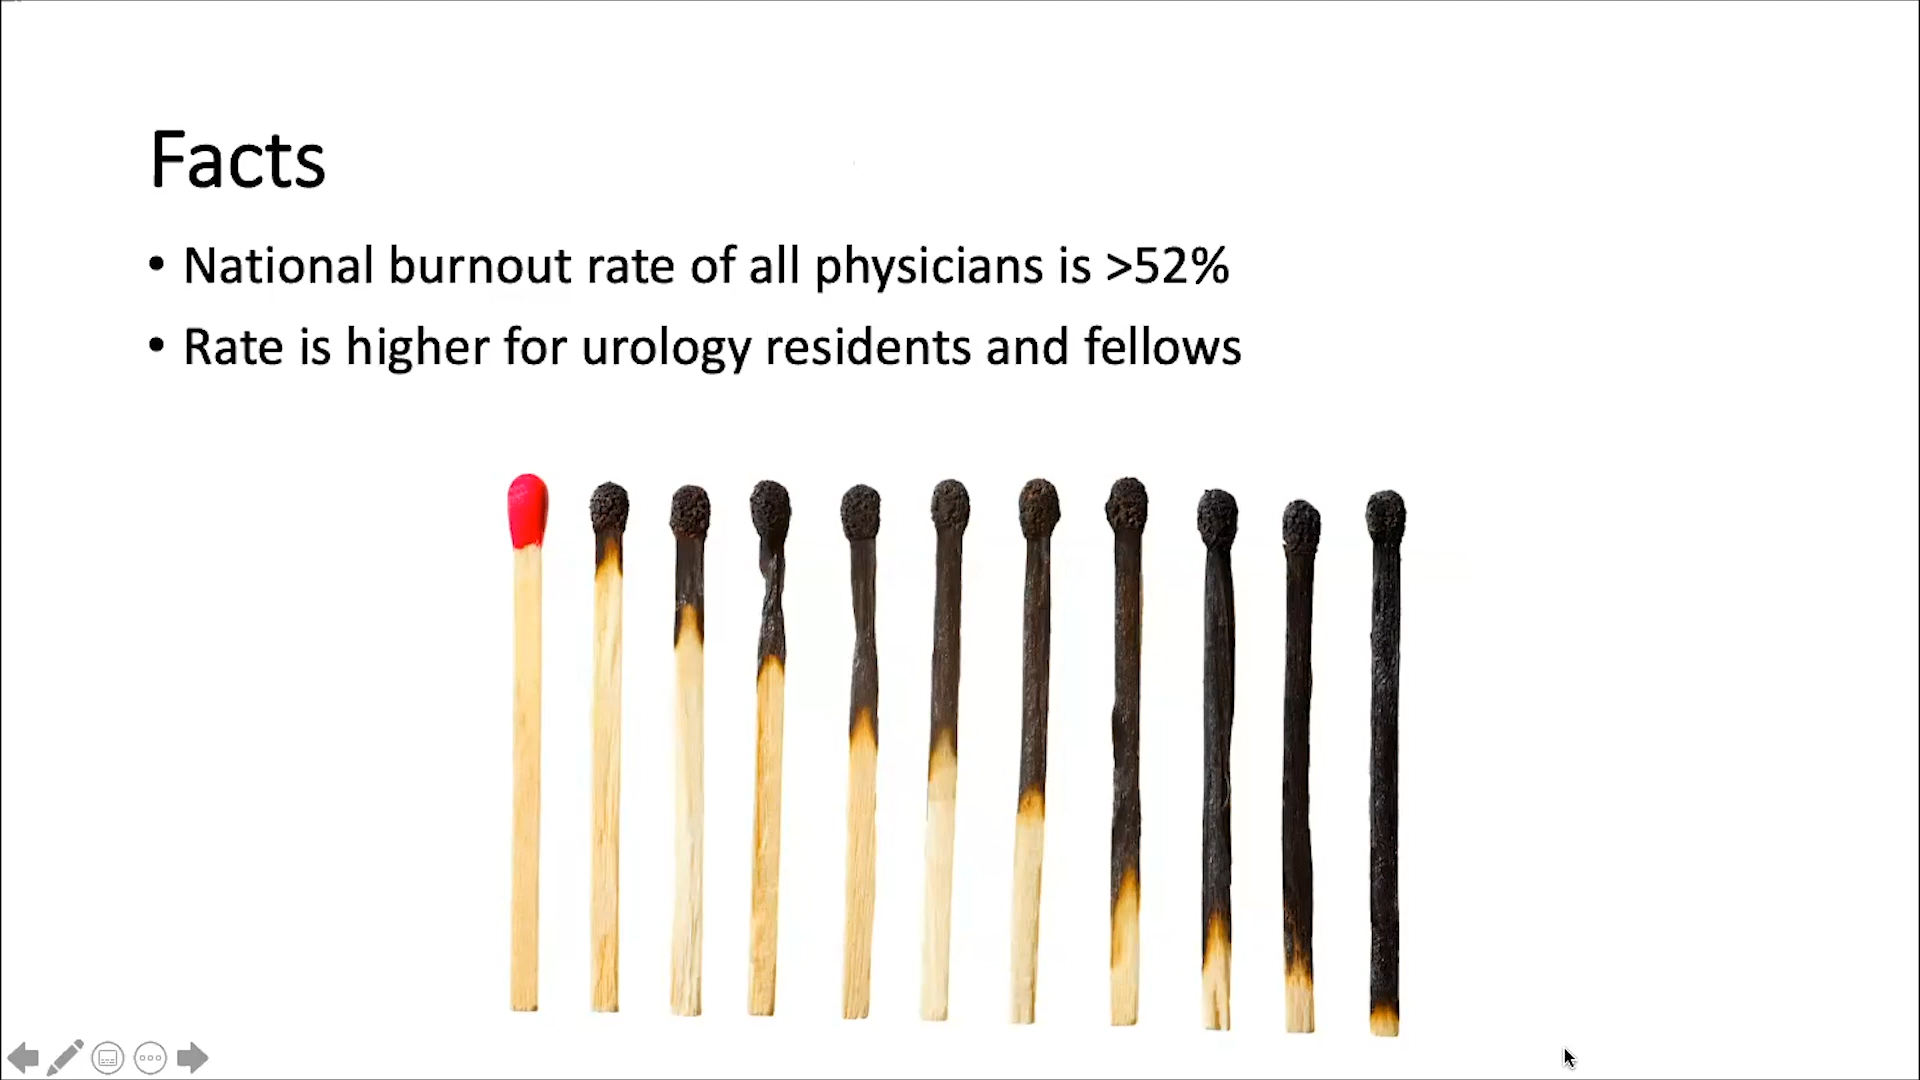 Facts
• National burnout rate of all physicians is >52%
• Rate is higher for urology residents and fellows